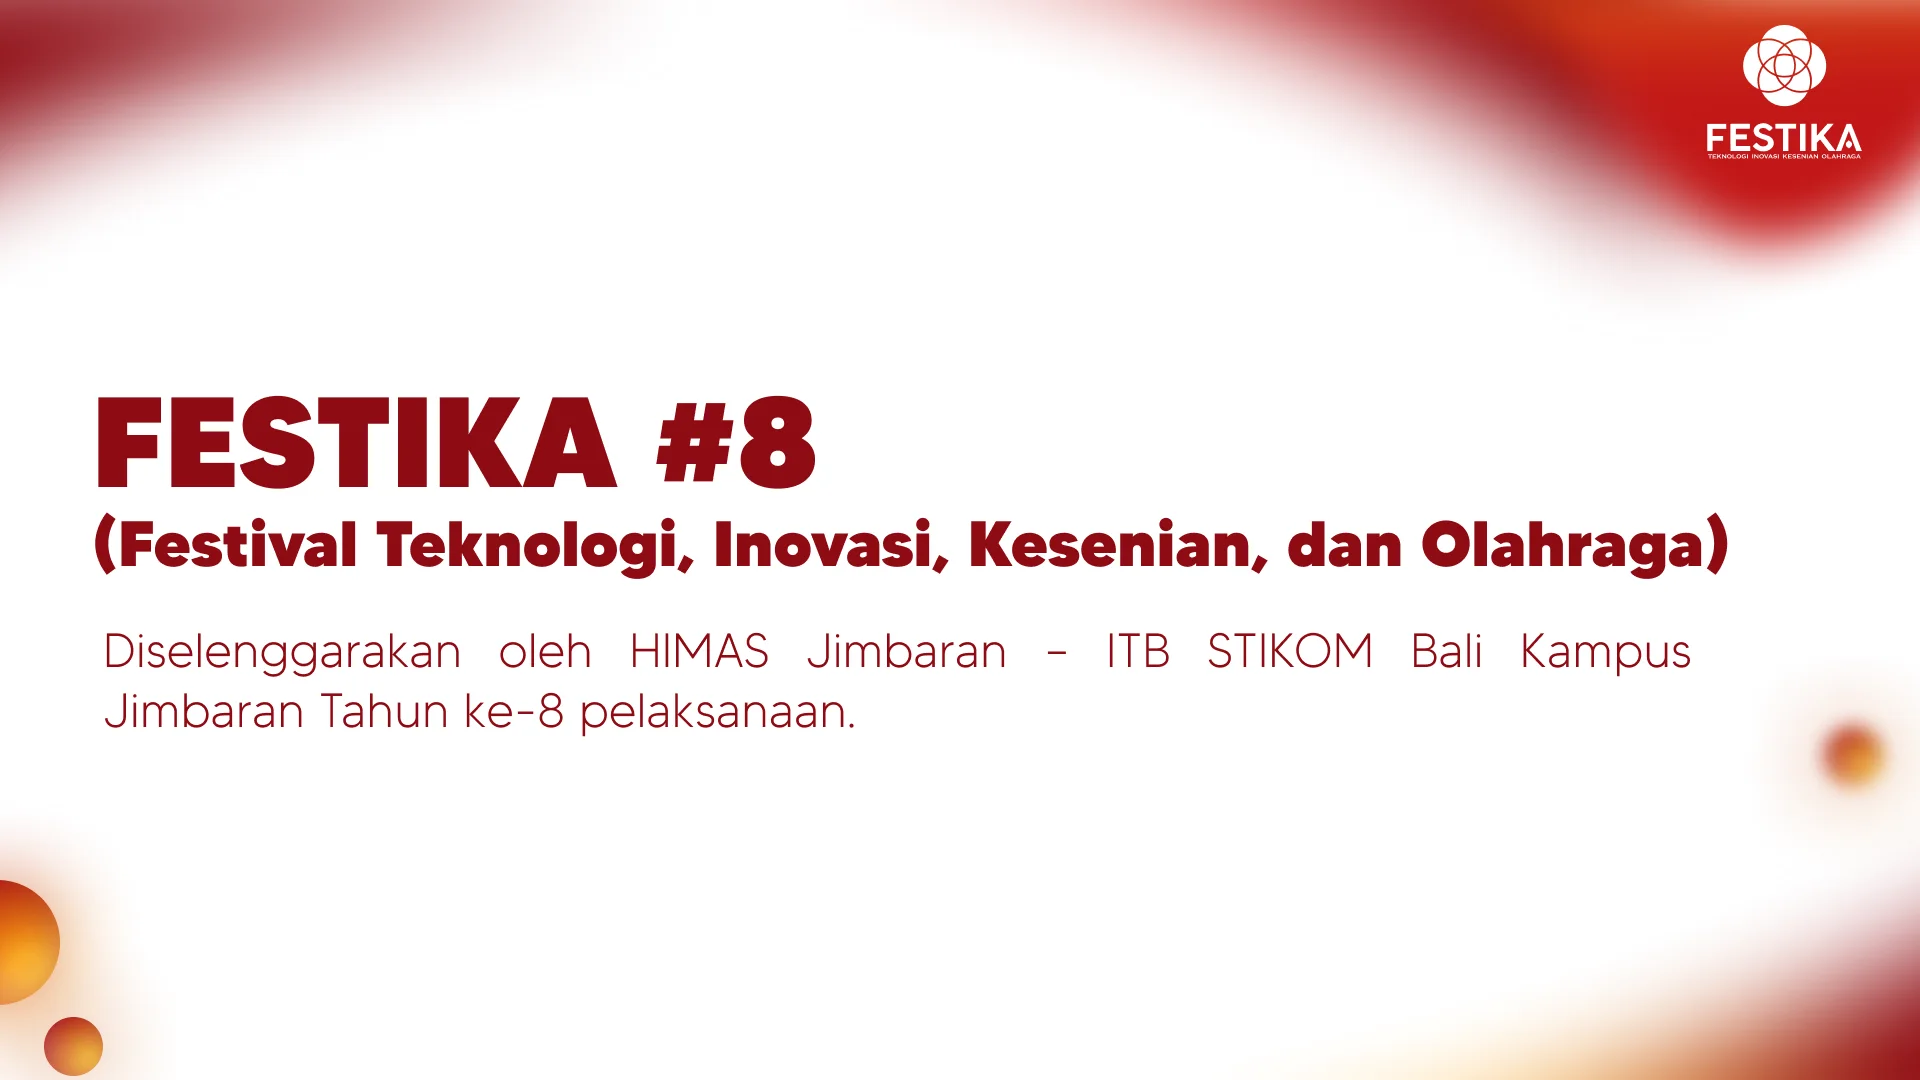 FESTIKA
TEKNOLOGI INOVASI KESENIAN OLAHRAGA
FESTIKA #8
(Festival Teknologi, Inovasi, Kesenian, dan Olahraga)
Diselenggarakan oleh HIMAS Jimbaran - ITB STIKOM Bali Kampus
Jimbaran Tahun ke-8 pelaksanaan.